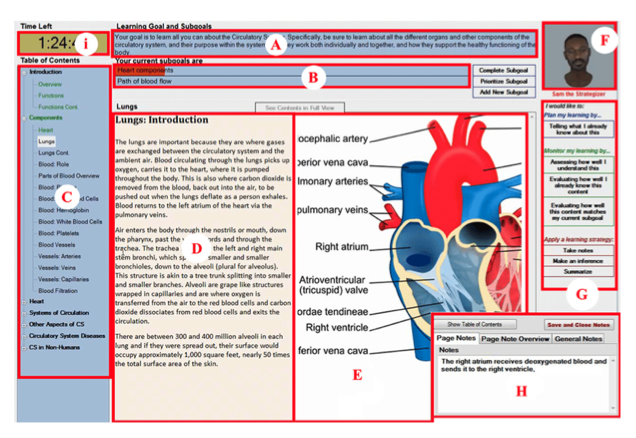 Time Left
1:24:4
i
Learning Goal and Subgoals
Your goal is to learn all you can about the Circulatory Specifically, be sure to learn about all the different organs and other components of the
circulatory system, and their purpose within the system work both individually and together, and how they support the healthy functioning of the
body.
A
Your current subgoals are
Heart components
Path of blood flow
B
Complete Subgoal
Prioritize Subgoal
Add New Subgoal
F
Sam the Strategizer
Table of Contents
Introduction
Overview
Functions
Functions Cont.
Components
Heart
Lungs
Lungs Cont.
Blood: Role
Parts of Blood Overview
Blood: Cells
Blood: Hemoglobin
Blood: White Blood Cells
Blood: Platelets
Blood Vessels
Vessels: Arteries
Vessels: Veins
Vessels: Capillaries
Blood Filtration
Heart
Systems of Circulation
Other Aspects of CS
Circulatory System Diseases
CS in Non-Humans
C
Lungs
See Contents in Full View
Lungs: Introduction
The lungs are important because they are where gases
are exchanged between the circulatory system and the
ambient air. Blood circulating through the lungs picks up
oxygen, carries it to the heart, where it is pumped
throughout the body. This is also where carbon dioxide is
removed from the blood, back out into the air, to be
pushed out when the lungs deflate as a person exhales.
Blood returns to the left atrium of the heart via the
pulmonary veins.
Air enters the body through the nostrils or mouth, down
the pharynx, past the and through the
trachea. The trachea the left and right main
stem bronchi, which smaller and smaller
bronchioles, down to the alveoli (plural for alveolus).
This structure is akin to a tree trunk splitting into smaller
and smaller branches. Alveoli are grape like structures
wrapped in capillaries and are where oxygen is
transferred from the air to the red blood cells and carbon
dioxide dissociates from red blood cells and exits the
circulation.
There are between 300 and 400 million alveoli in each
lung and if they were spread out, their surface would
occupy approximately 1,000 square feet, nearly 50 times
the total surface area of the skin.
D
ocephalic artery
perior vena cava
lmonary arteries
pulmonary veins
Right atrium
Atrioventricular
(tricuspid) valve
ordae tendineae
Right ventricle
ferior vena cava
E
I would like to:
Plan my learning by...
Telling what I already
know about this
Monitor my learning by...
Assessing how well I
understand this
Evaluating how well I
already know this
content
Evaluating how well
this content matches
my current subgoal
Apply a learning strategy:
Take notes
Make an inference
Summarize
G
Show Table of Contents
Save and Close Notes
Page Notes
Page Note Overview
General Notes
Notes
The right atrium receives deoxygenated blood and
sends it to the right ventricle,
H